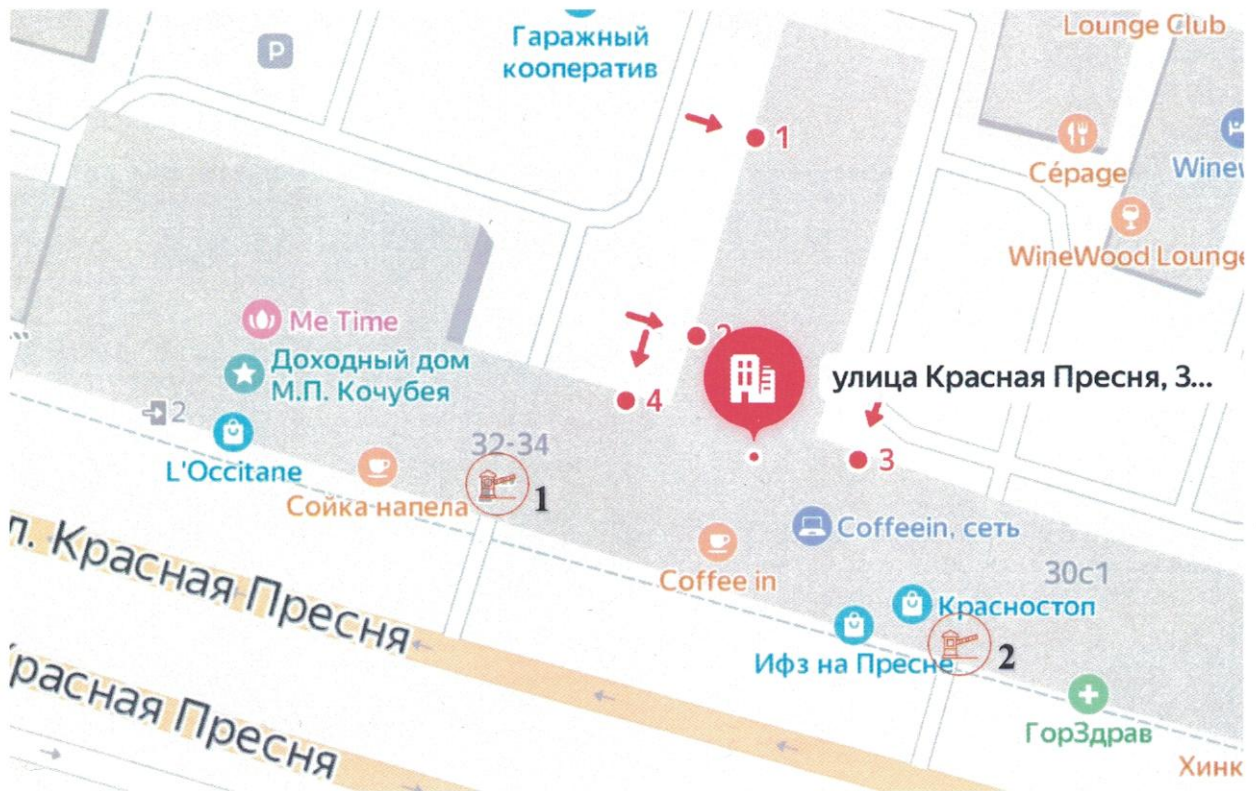 Lounge Club
Гаражный
кооператив
P
1
Cépage
WineWood Lounge
Me Time
2
Доходный дом
М.П. Кочубея
улица Красная Пресня, 3...
4
2
32-34
L'Occitane
3
Сойка-напела
1
Coffeein, сеть
Coffee in
30с1
Красностоп
Ифз на Пресне
2
л. Красная Пресня
Красная Пресня
ГорЗдрав